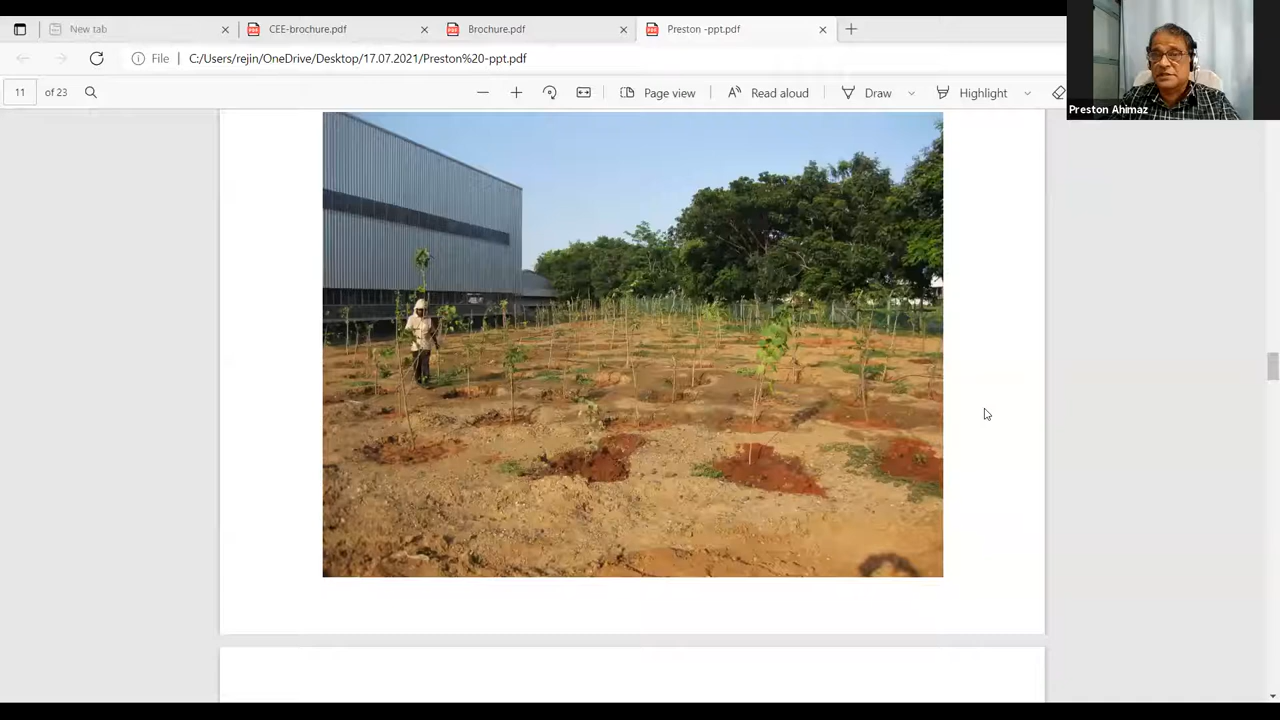 New tab
CEE-brochure.pdf
Brochure.pdf
Preston -ppt.pdf
File
C:/Users/rejin/OneDrive/Desktop/17.07.2021/Preston%20-ppt.pdf
11 of 23
Page view
Read aloud
Draw
Highlight
Preston Ahimaz